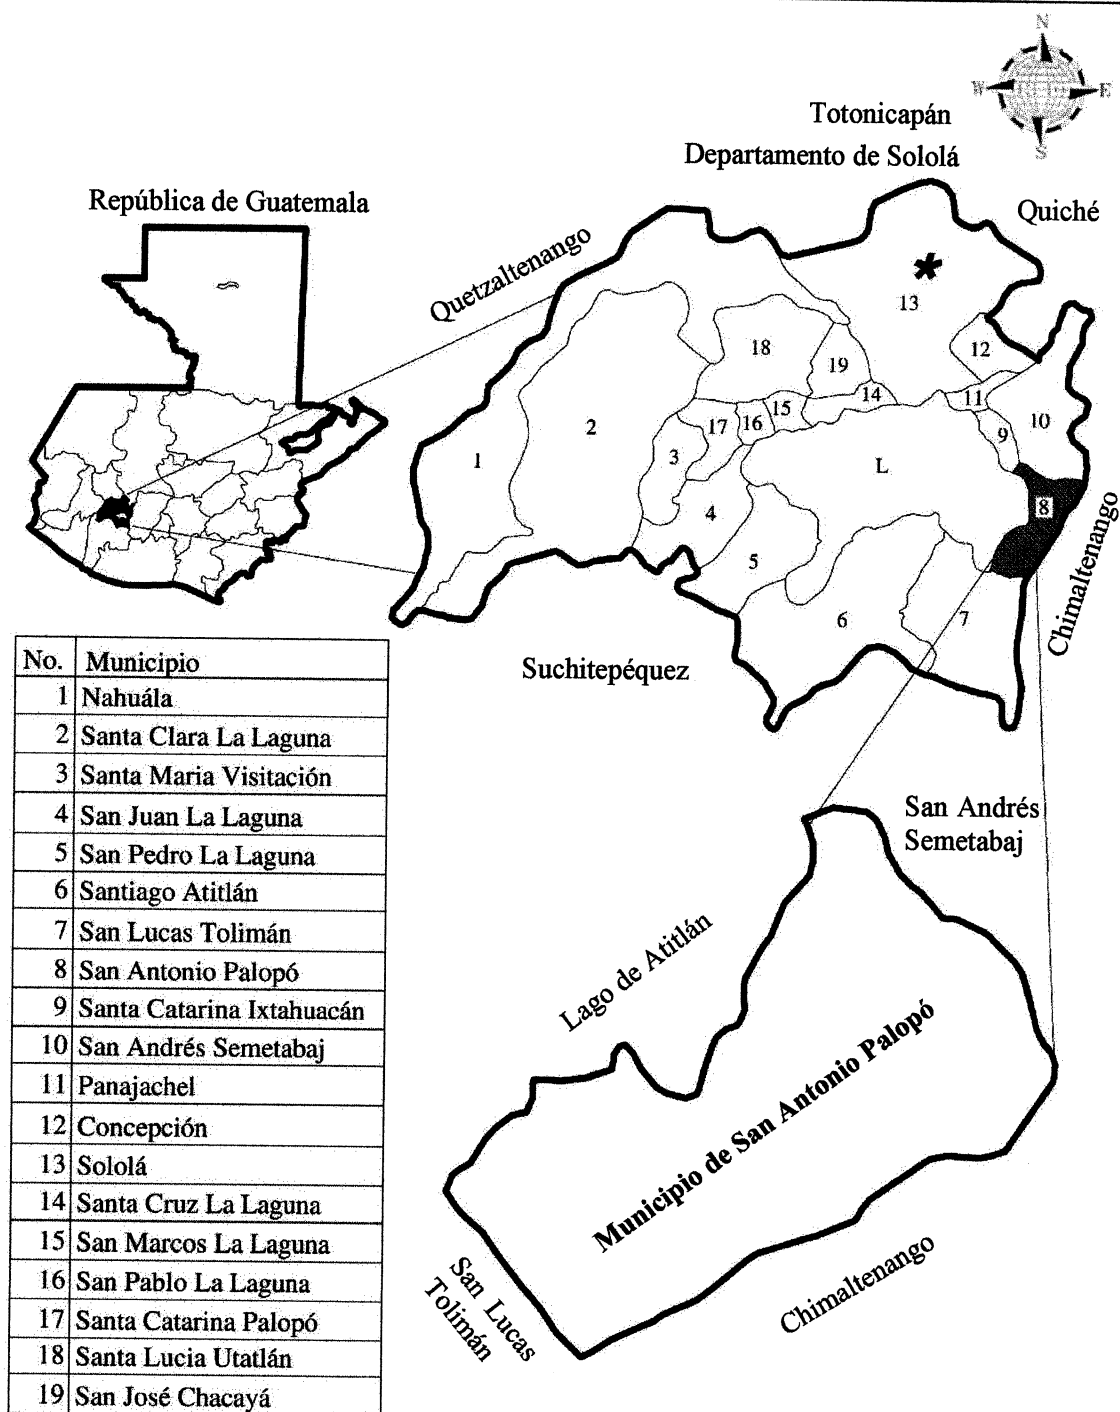 N
W E
S
Totonicapán
Departamento de Sololá
República de Guatemala
Quiché
Quetzaltenango
13
12
18
19
14
11
10
2
17
16
15
9
1
3
L
4
8
5
6
7
Chimaltenango
Suchitepéquez
No. Municipio
1 Nahuála
2 Santa Clara La Laguna
3 Santa Maria Visitación
4 San Juan La Laguna
5 San Pedro La Laguna
6 Santiago Atitlán
7 San Lucas Tolimán
8 San Antonio Palopó
9 Santa Catarina Ixtahuacán
10 San Andrés Semetabaj
11 Panajachel
12 Concepción
13 Sololá
14 Santa Cruz La Laguna
15 San Marcos La Laguna
16 San Pablo La Laguna
17 Santa Catarina Palopó
18 Santa Lucia Utatlán
19 San José Chacayá
San Andrés
Semetabaj
Lago de Atitlán
Municipio de San Antonio Palopó
San Lucas
Tolimán
Chimaltenango